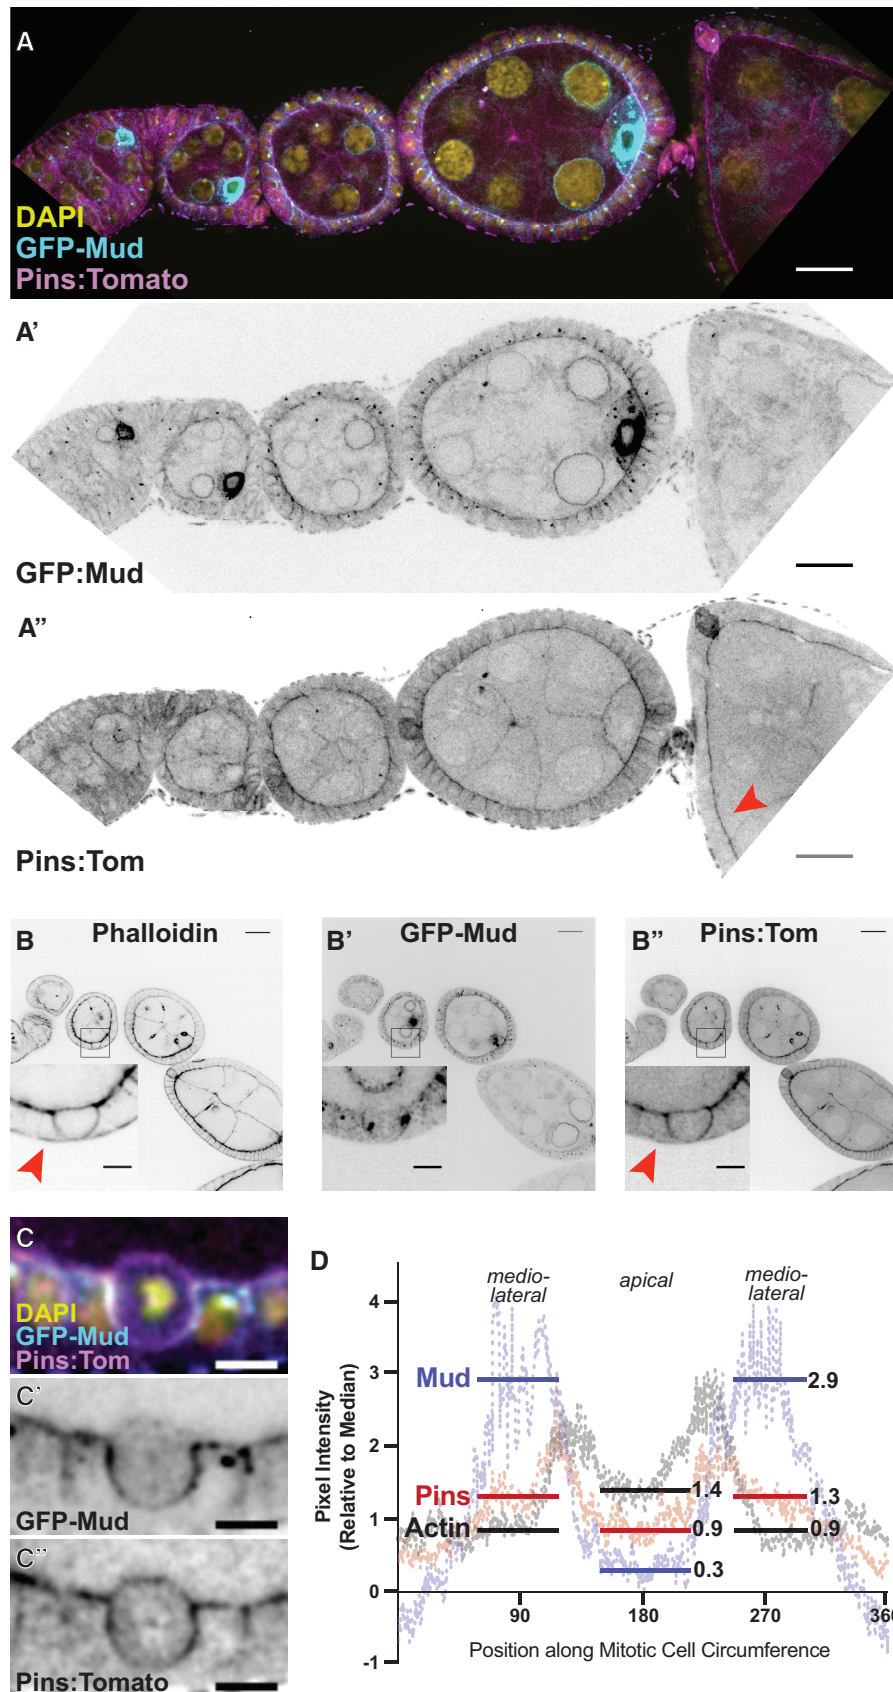 A
DAPI
GFP-Mud
Pins:Tomato
A'
GFP:Mud
A"
Pins:Tom
B Phalloidin
B' GFP-Mud
B" Pins:Tom
C
DAPI
GFP-Mud
Pins:Tom
C'
GFP-Mud
C"
Pins:Tomato
D
medio-
lateral
apical
medio-
lateral
Pixel Intensity
(Relative to Median)
4
3
2
1
0
-1
Mud
2.9
Pins
1.4
1.3
Actin
0.9
0.9
0.3
90
180
270
Position along Mitotic Cell Circumference